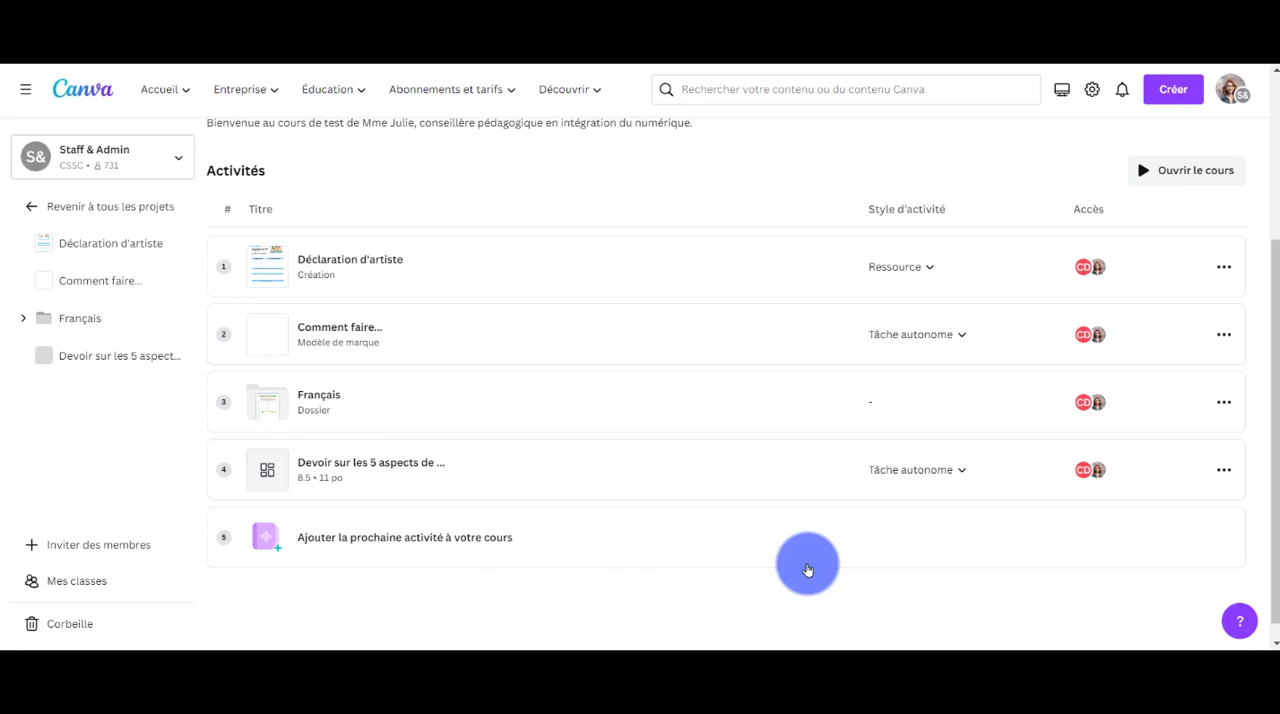 Canva Accueil Entreprise Éducation Abonnements et tarifs Découvrir Rechercher votre contenu ou du contenu Canva Créer S&
Bienvenue au cours de test de Mme Julie, conseillère pédagogique en intégration du numérique.
S& Staff & Admin
CSSC • 731
Revenir à tous les projets
Déclaration d'artiste
Comment faire...
Français
Devoir sur les 5 aspect...
Inviter des membres
Mes classes
Corbeille
Activités Ouvrir le cours
# Titre Style d'activité Accès
1 Déclaration d'artiste Ressource CD
Création
2 Comment faire... Tâche autonome CD
Modèle de marque
3 Français - CD
Dossier
4 Devoir sur les 5 aspects de ... Tâche autonome CD
8.5 × 11 po
5 Ajouter la prochaine activité à votre cours
?